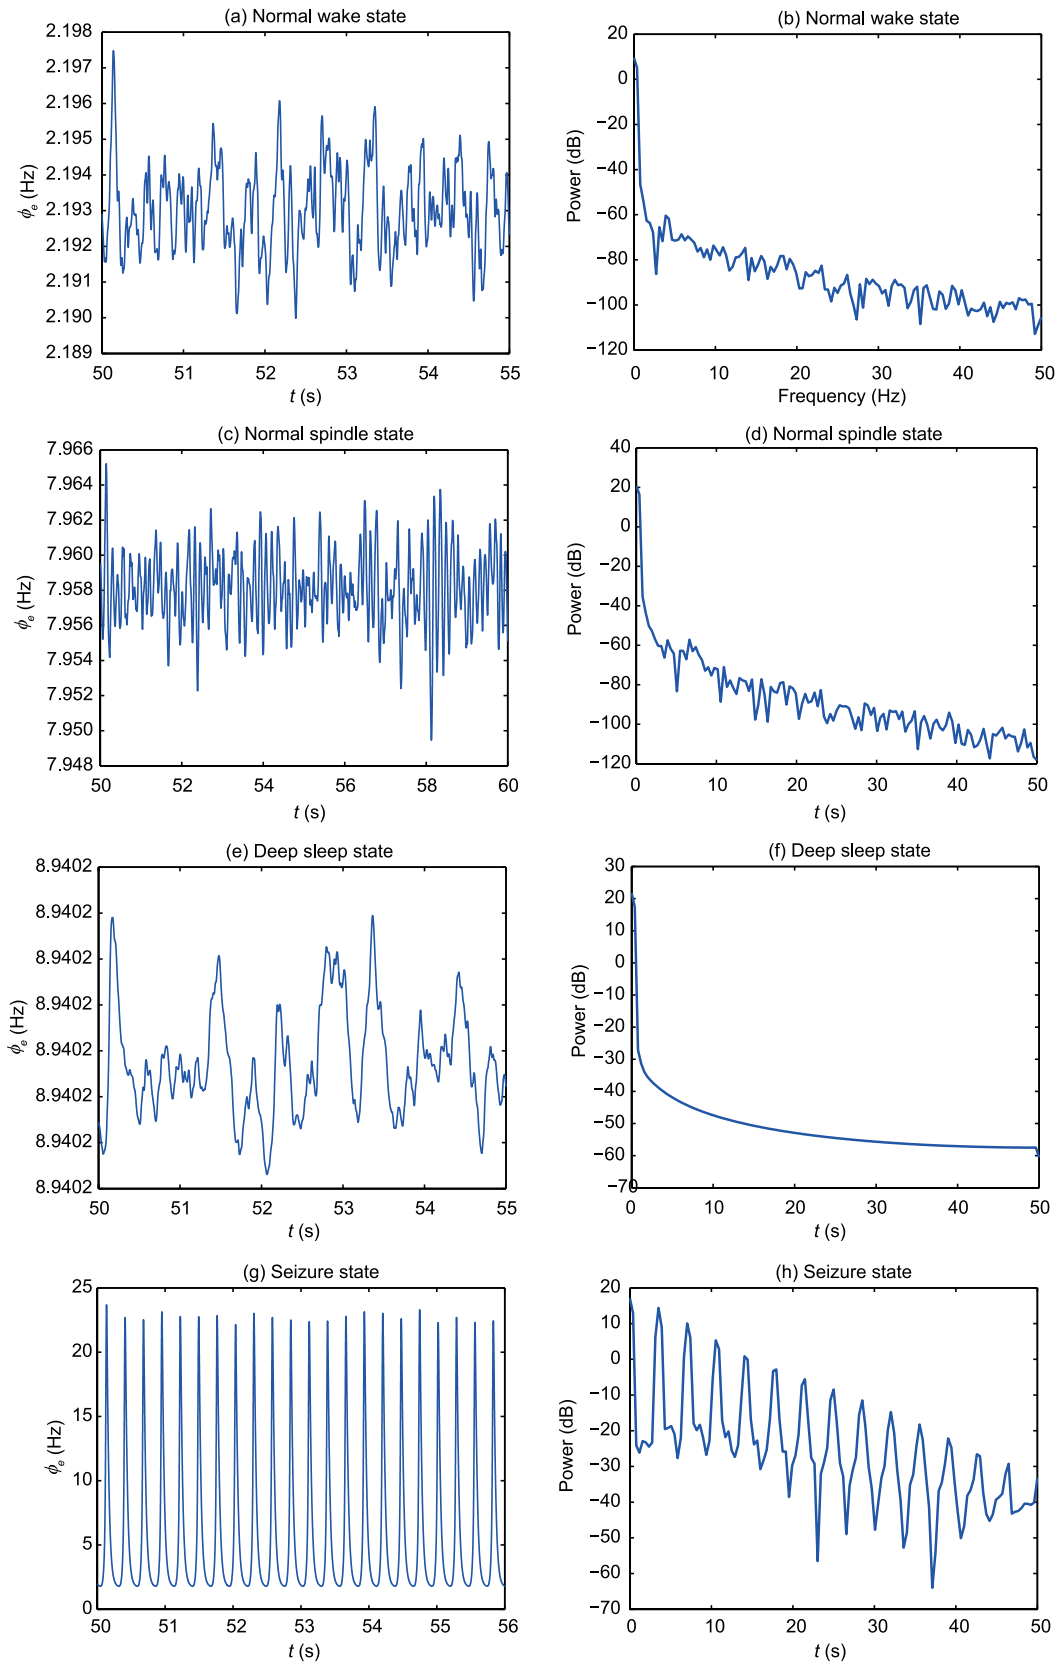 (a) Normal wake state
2.198
2.197
2.196
2.195
2.194
2.193
2.192
2.191
2.190
2.189
ϕe (Hz)
50 51 52 53 54 55
t (s)
(b) Normal wake state
20
0
−20
−40
−60
−80
−100
−120
Power (dB)
0 10 20 30 40 50
Frequency (Hz)
(c) Normal spindle state
7.966
7.964
7.962
7.960
7.958
7.956
7.954
7.952
7.950
7.948
ϕe (Hz)
50 52 54 56 58 60
t (s)
(d) Normal spindle state
40
20
0
−20
−40
−60
−80
−100
−120
Power (dB)
0 10 20 30 40 50
t (s)
(e) Deep sleep state
8.9402
8.9402
8.9402
8.9402
8.9402
8.9402
8.9402
8.9402
ϕe (Hz)
50 51 52 53 54 55
t (s)
(f) Deep sleep state
30
20
10
0
−10
−20
−30
−40
−50
−60
−70
Power (dB)
0 10 20 30 40 50
t (s)
(g) Seizure state
25
20
15
10
5
0
ϕe (Hz)
50 51 52 53 54 55 56
t (s)
(h) Seizure state
20
10
0
−10
−20
−30
−40
−50
−60
−70
Power (dB)
0 10 20 30 40 50
t (s)